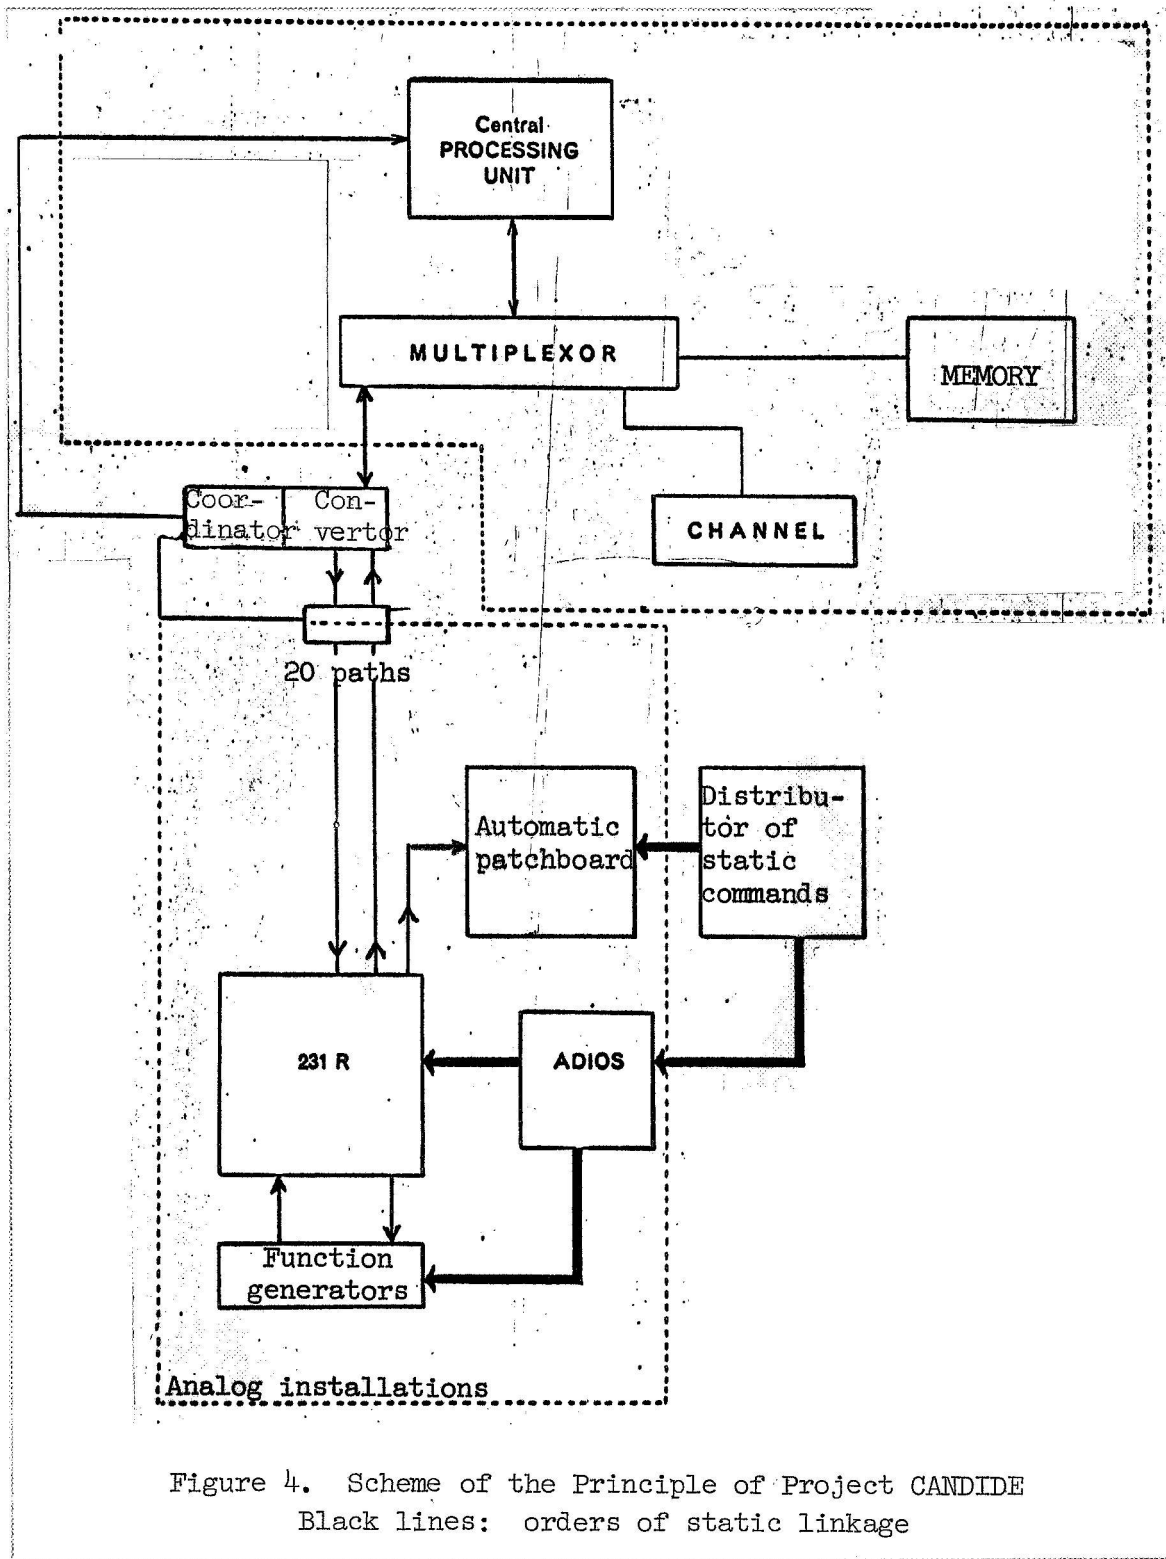 Central
PROCESSING
UNIT
MULTIPLEXOR
MEMORY
Coor-
dinator
Con-
vertor
CHANNEL
20 paths
Automatic
patchboard
Distribu-
tor of
static
commands
231 R
ADIOS
Function
generators
Analog installations
Figure 4. Scheme of the Principle of Project CANDIDE
Black lines: orders of static linkage